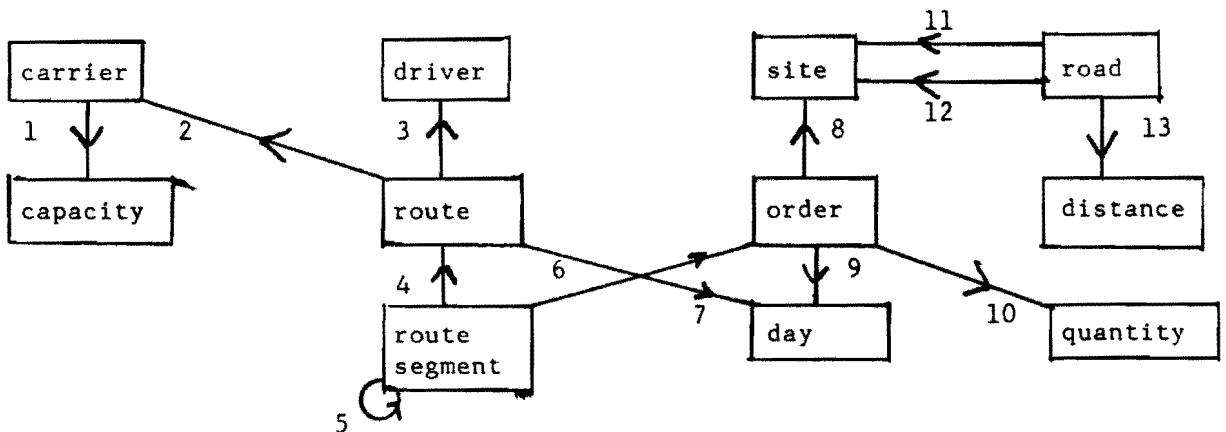 11
carrier
driver
site
road
1
2
3
8
12
13
capacity
route
order
distance
4
6
9
7
10
route
segment
day
quantity
5